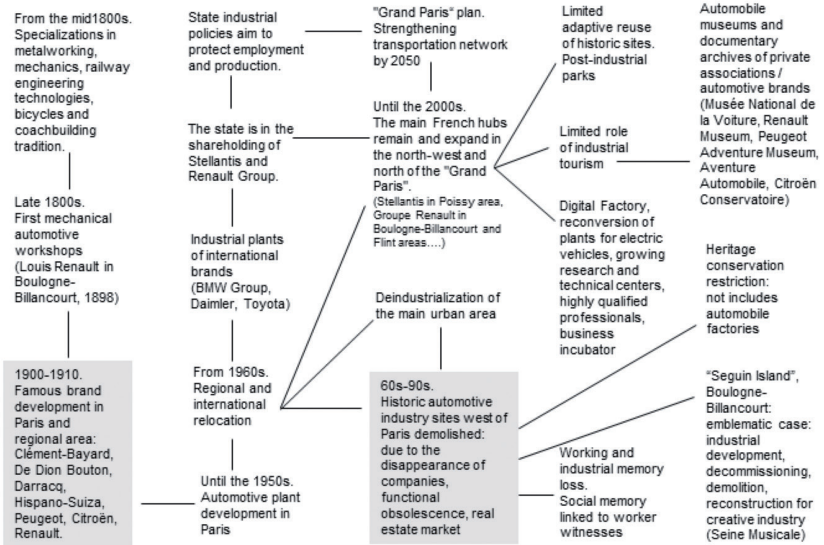 From the mid1800s.
Specializations in
metalworking,
mechanics, railway
engineering
technologies,
bicycles and
coachbuilding
tradition.
Late 1800s.
First mechanical
automotive
workshops
(Louis Renault in
Boulogne-
Billancourt, 1898)
1900-1910.
Famous brand
development in
Paris and
regional area:
Clément-Bayard,
De Dion Bouton,
Darracq,
Hispano-Suiza,
Peugeot, Citroën,
Renault.
State industrial
policies aim to
protect employment
and production.
The state is in the
shareholding of
Stellantis and
Renault Group.
Industrial plants
of international
brands
(BMW Group,
Daimler, Toyota)
From 1960s.
Regional and
international
relocation
Until the 1950s.
Automotive plant
development in
Paris
"Grand Paris“ plan.
Strengthening
transportation network
by 2050
Until the 2000s.
The main French hubs
remain and expand in
the north-west and
north of the "Grand
Paris".
(Stellantis in Poissy area,
Groupe Renault in
Boulogne-Billancourt and
Flint areas....)
Deindustrialization of
the main urban area
60s-90s.
Historic automotive
industry sites west of
Paris demolished:
due to the
disappearance of
companies,
functional
obsolescence, real
estate market
Limited
adaptive reuse
of historic sites.
Post-industrial
parks
Limited role
of industrial
tourism
Digital Factory,
reconversion of
plants for electric
vehicles, growing
research and
technical centers,
highly qualified
professionals,
business
incubator
Working and
industrial memory
loss.
Social memory
linked to worker
witnesses
Automobile
museums and
documentary
archives of private
associations /
automotive brands
(Musée National de
la Voiture, Renault
Museum, Peugeot
Adventure Museum,
Aventure
Automobile, Citroën
Conservatoire)
Heritage
conservation
restriction:
not includes
automobile
factories
“Seguin Island”,
Boulogne-
Billancourt:
emblematic case:
industrial
development,
decommissioning,
demolition,
reconstruction for
creative industry
(Seine Musicale)